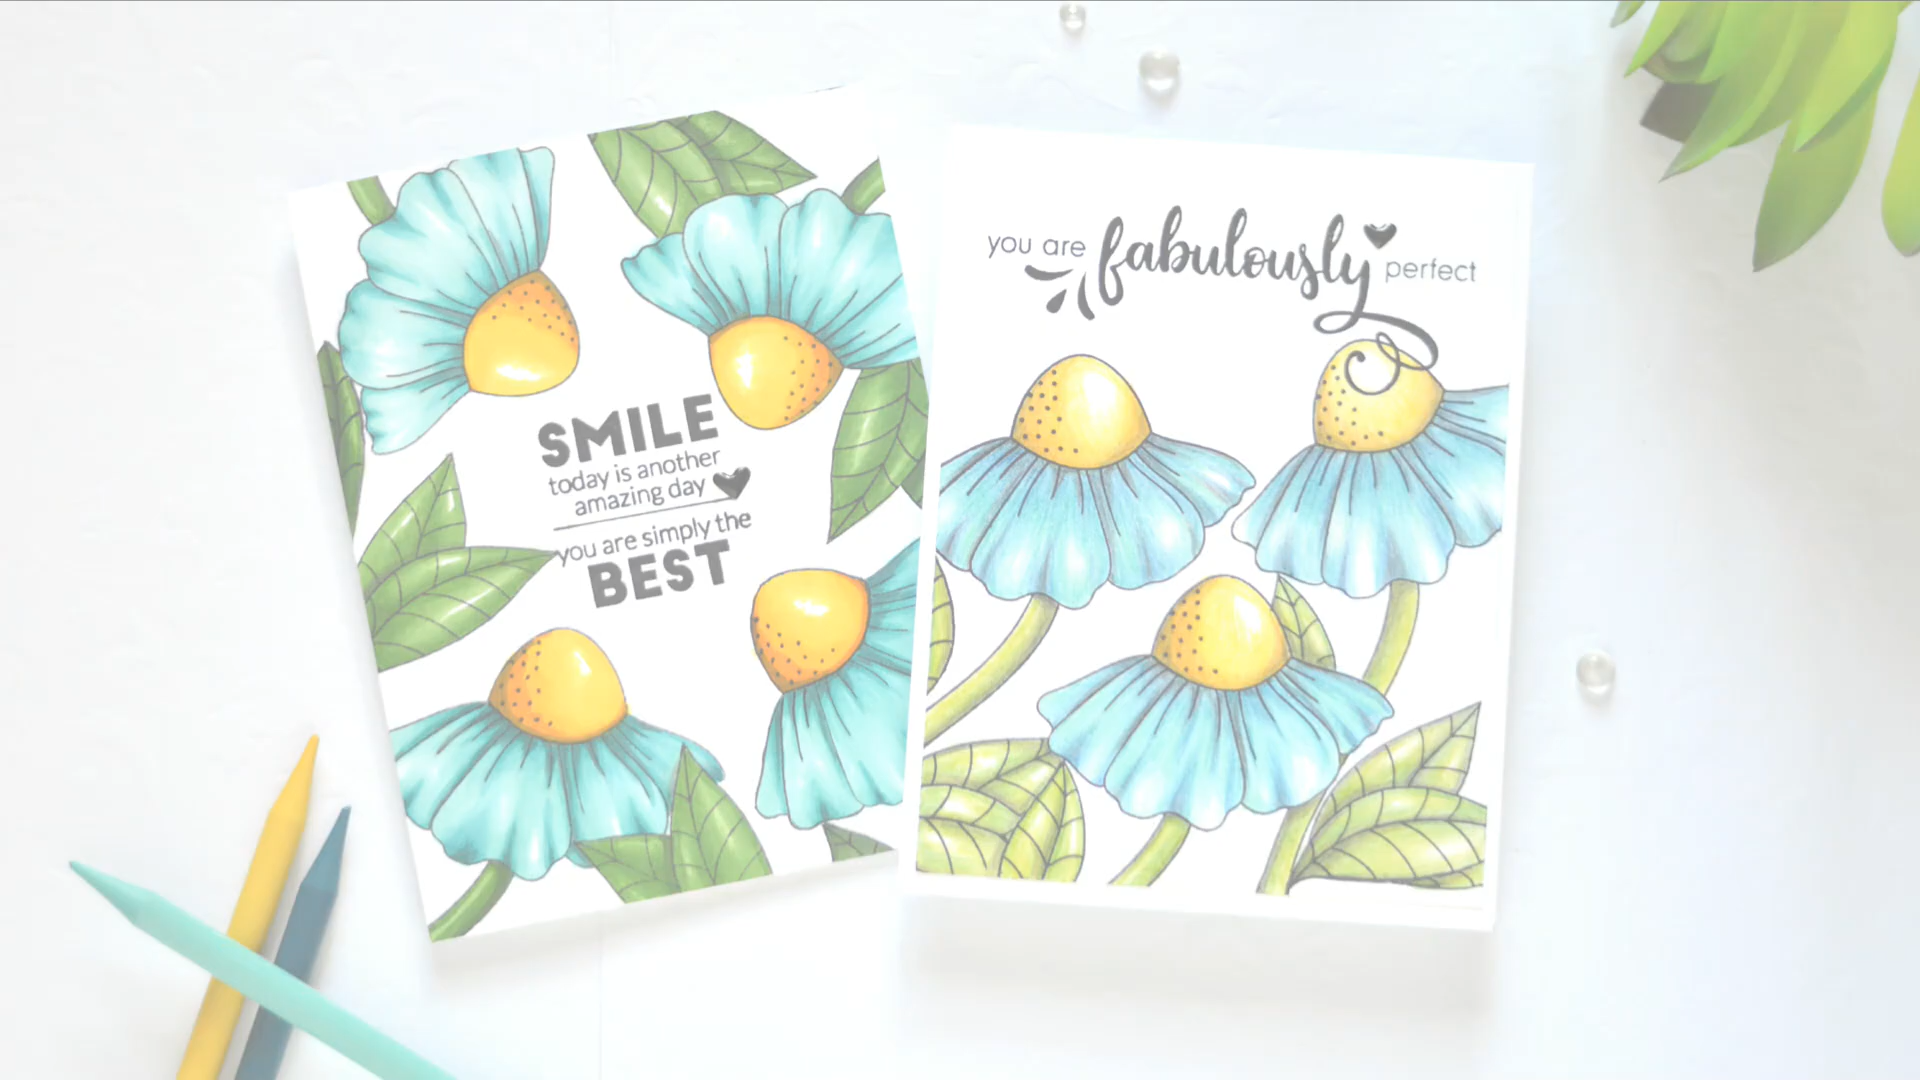 SMILE
today is another
amazing day
you are simply the
BEST
you are fabulously perfect